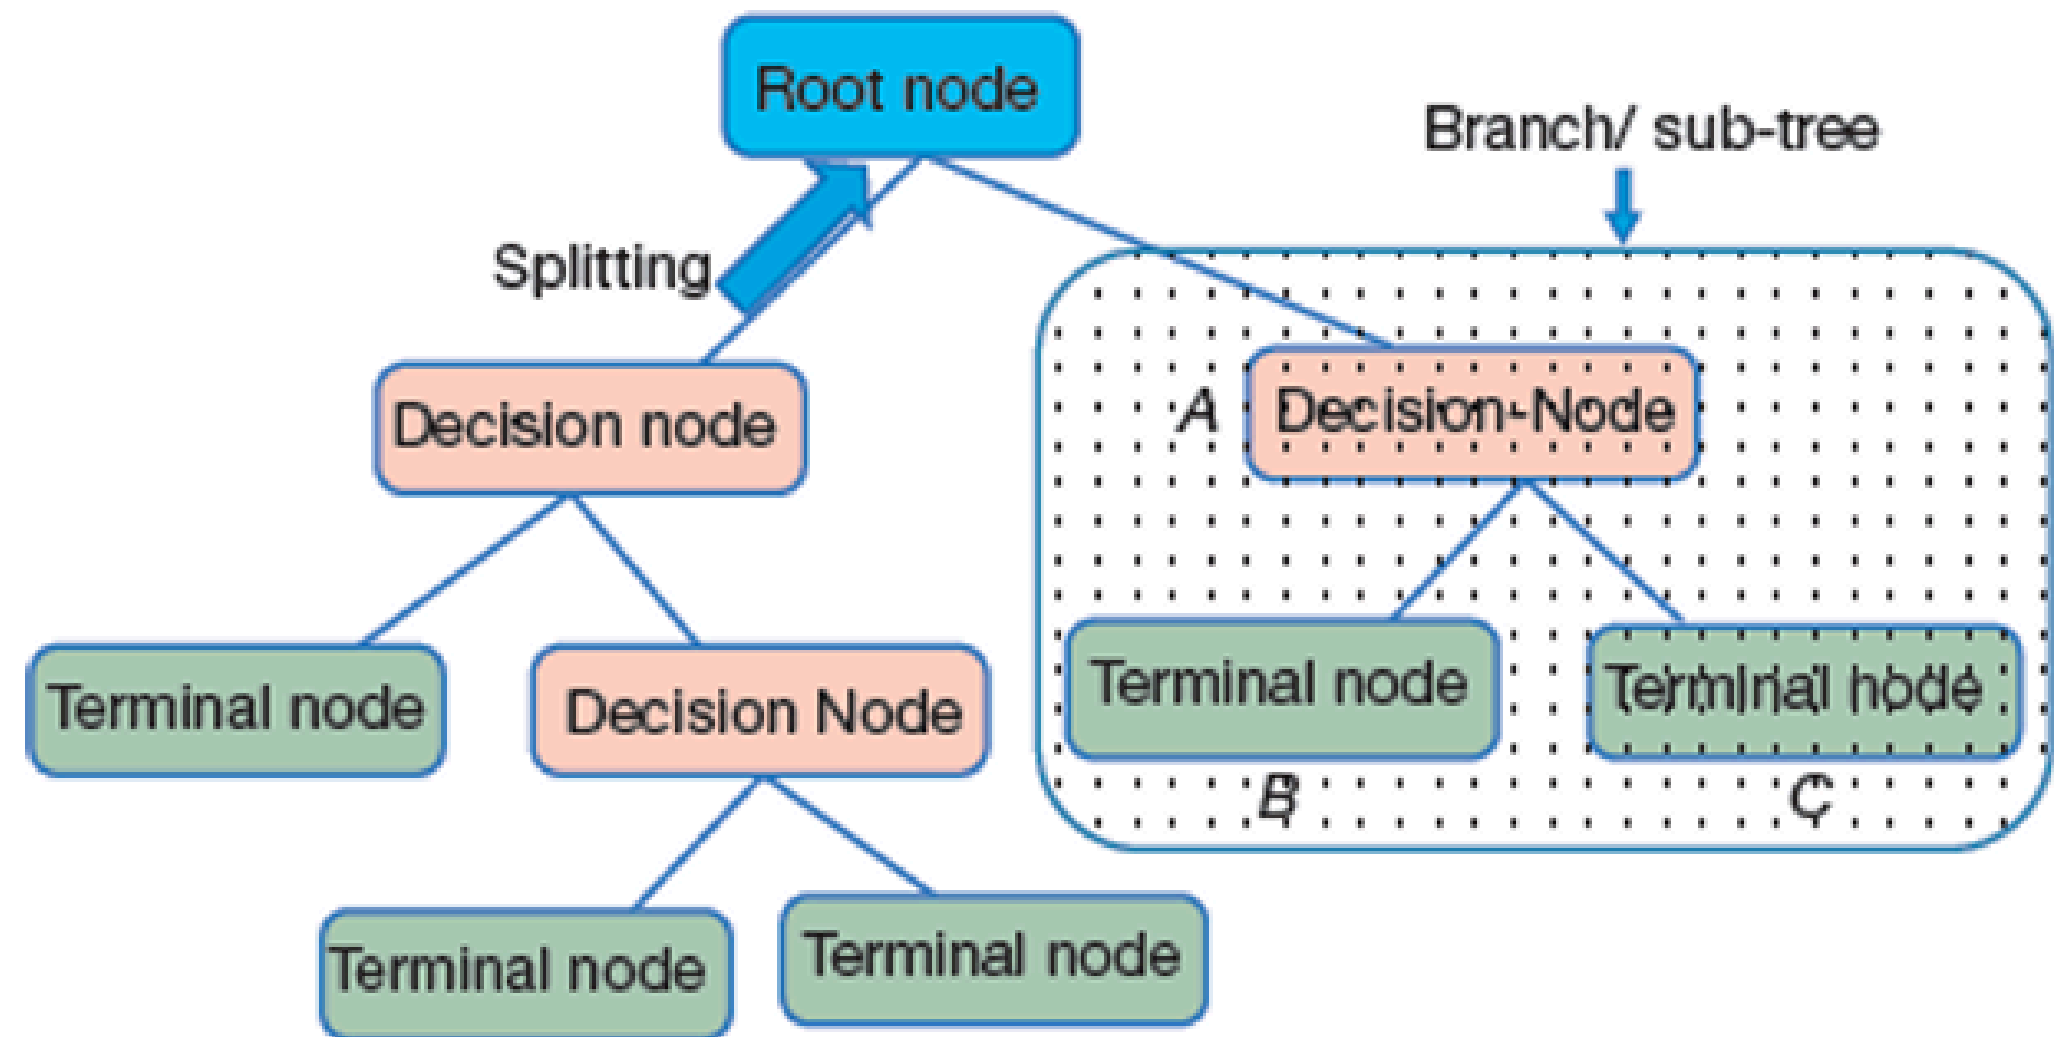 Root node
Branch/ sub-tree
Splitting
Decision node
A
Decision-Node
Terminal node
Decision Node
Terminal node
Terminal node
B
C
Terminal node
Terminal node